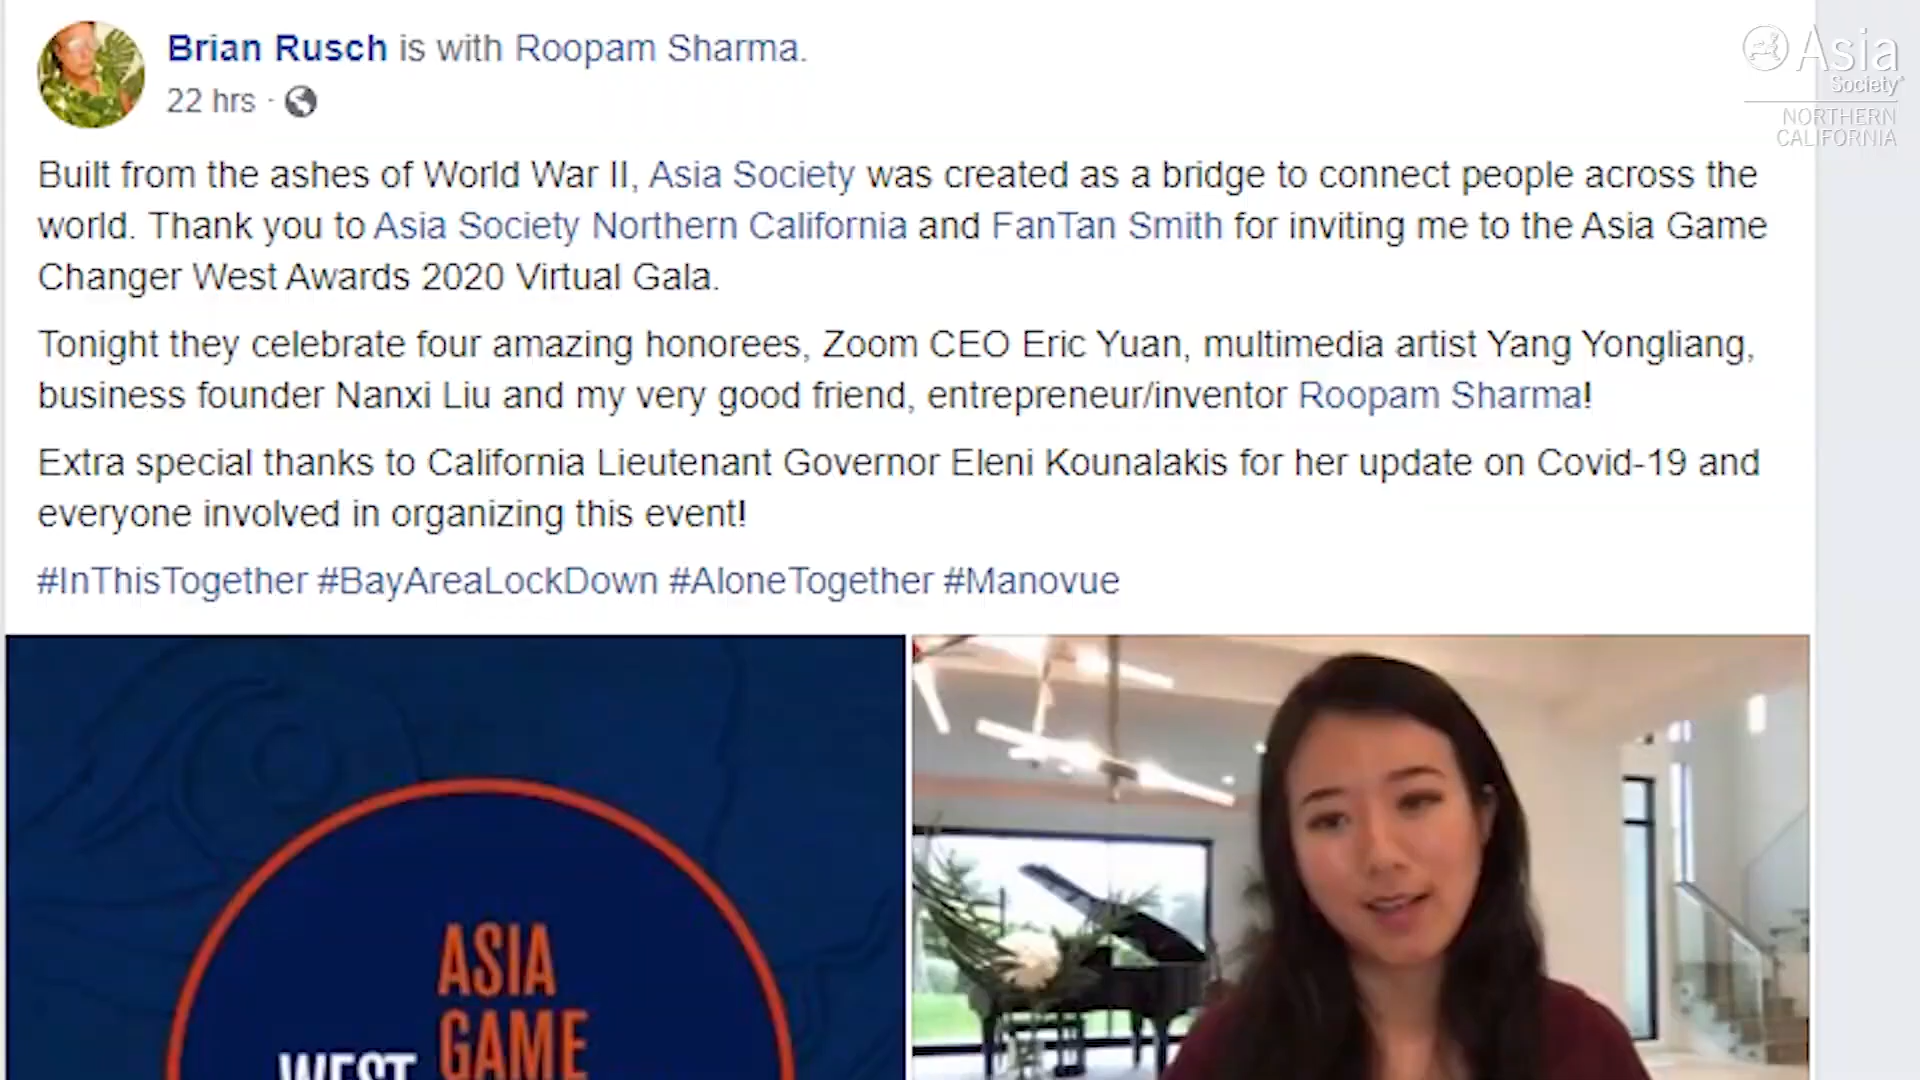 Brian Rusch is with Roopam Sharma.
22 hrs ·
Asia
Society
NORTHERN
CALIFORNIA
Built from the ashes of World War II, Asia Society was created as a bridge to connect people across the
world. Thank you to Asia Society Northern California and FanTan Smith for inviting me to the Asia Game
Changer West Awards 2020 Virtual Gala.
Tonight they celebrate four amazing honorees, Zoom CEO Eric Yuan, multimedia artist Yang Yongliang,
business founder Nanxi Liu and my very good friend, entrepreneur/inventor Roopam Sharma!
Extra special thanks to California Lieutenant Governor Eleni Kounalakis for her update on Covid-19 and
everyone involved in organizing this event!
#InThisTogether #BayAreaLockDown #AloneTogether #Manovue
ASIA
GAME
WEST